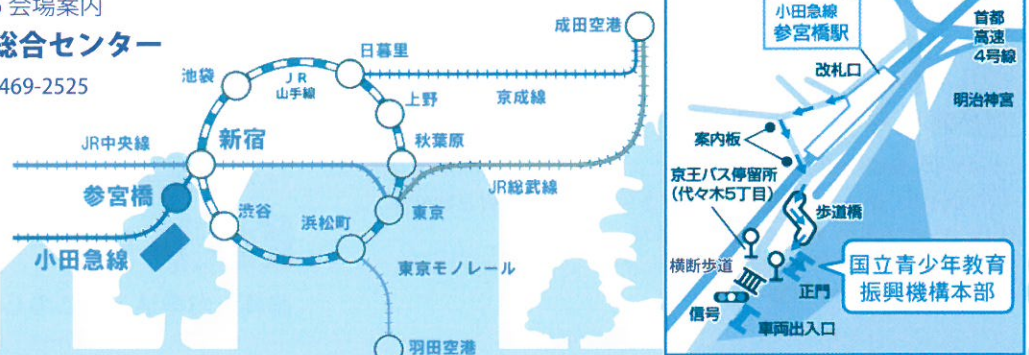 会場案内
総合センター
469-2525
成田空港
日暮里
池袋
JR
山手線
上野
京成線
JR中央線
新宿
秋葉原
参宮橋
JR総武線
渋谷
浜松町
東京
小田急線
東京モノレール
羽田空港
小田急線
参宮橋駅
首都
高速
4号線
改札口
明治神宮
案内板
京王バス停留所
(代々木5丁目)
歩道橋
横断歩道
国立青少年教育
振興機構本部
正門
信号
車両出入口